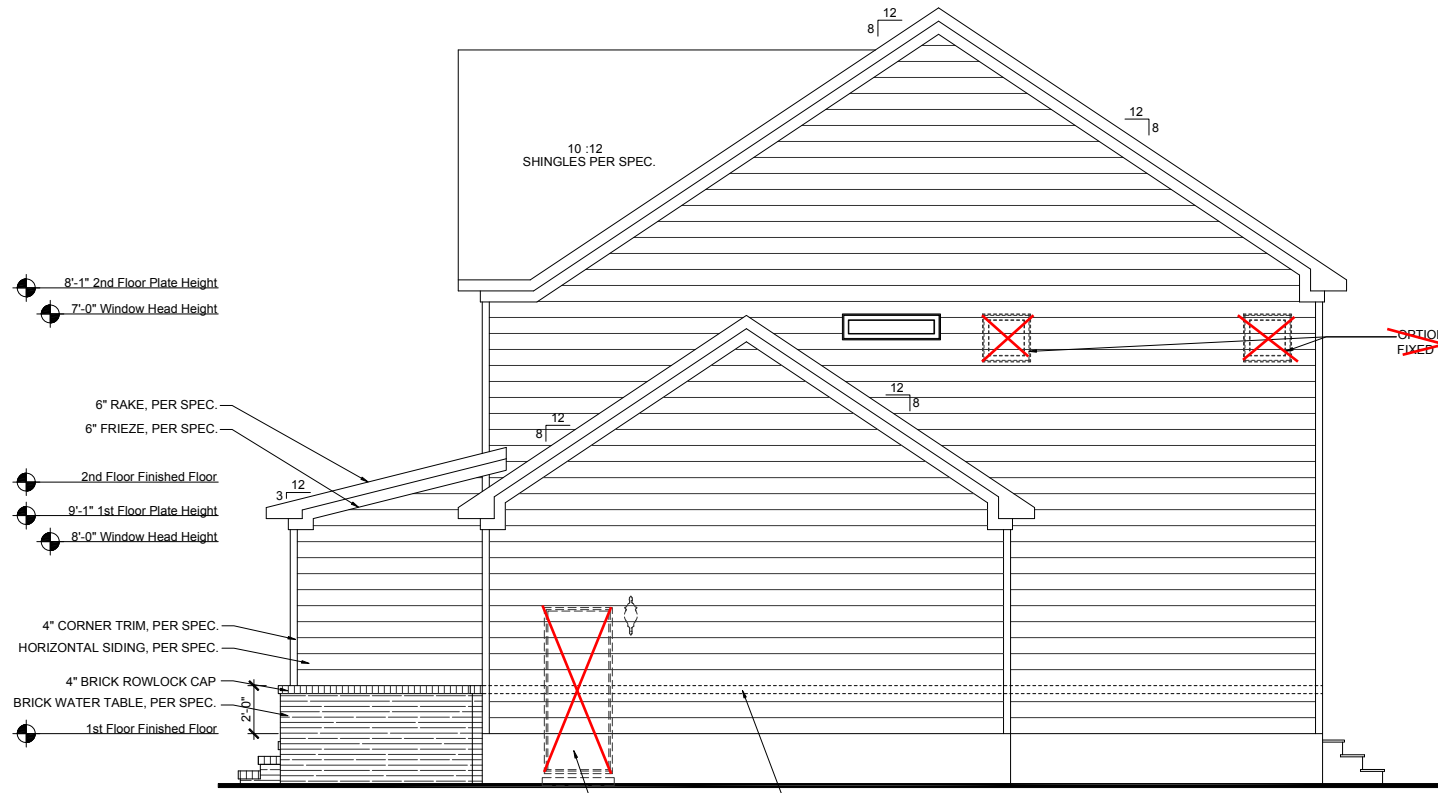 12
8
12
8
10 :12
SHINGLES PER SPEC.
8'-1" 2nd Floor Plate Height
7'-0" Window Head Height
OPTIO
FIXED
12
8
12
8
6" RAKE, PER SPEC.
6" FRIEZE, PER SPEC.
2nd Floor Finished Floor
12
3
9'-1" 1st Floor Plate Height
8'-0" Window Head Height
4" CORNER TRIM, PER SPEC.
HORIZONTAL SIDING, PER SPEC.
4" BRICK ROWLOCK CAP
BRICK WATER TABLE, PER SPEC.
2'-0"
1st Floor Finished Floor